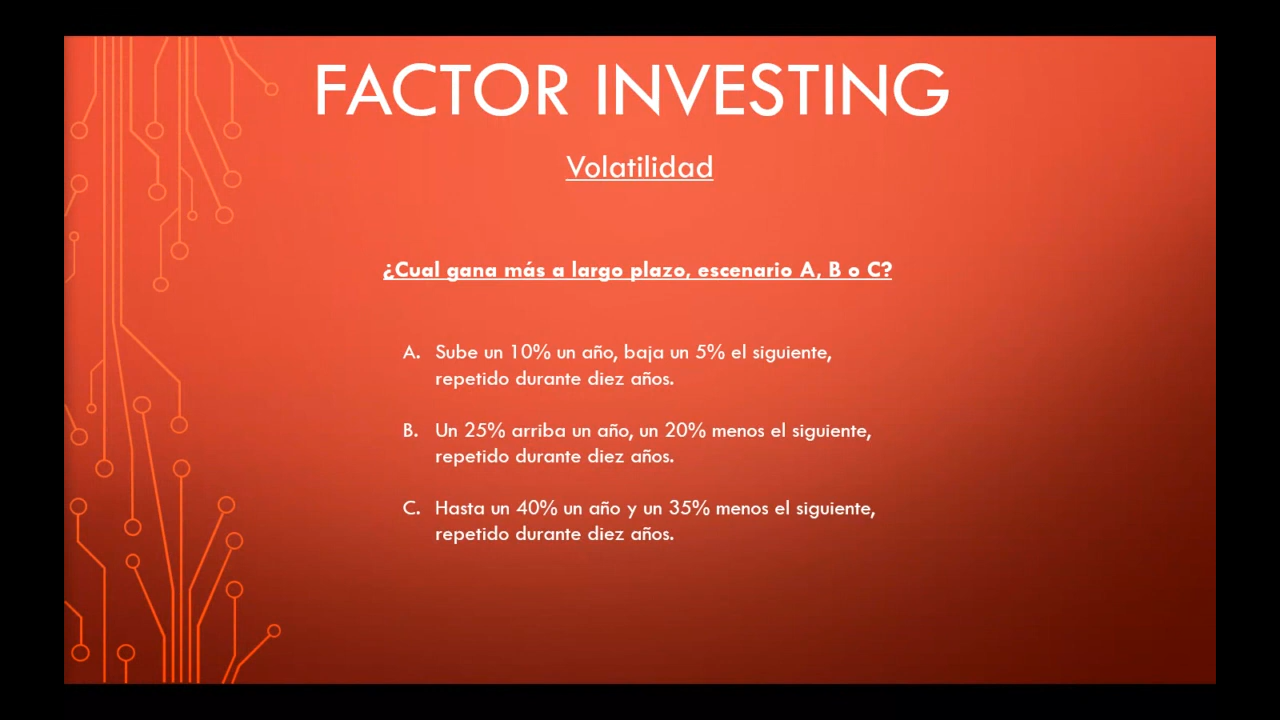 FACTOR INVESTING
Volatilidad
¿Cual gana más a largo plazo, escenario A, B o C?
A. Sube un 10% un año, baja un 5% el siguiente,
repetido durante diez años.
B. Un 25% arriba un año, un 20% menos el siguiente,
repetido durante diez años.
C. Hasta un 40% un año y un 35% menos el siguiente,
repetido durante diez años.